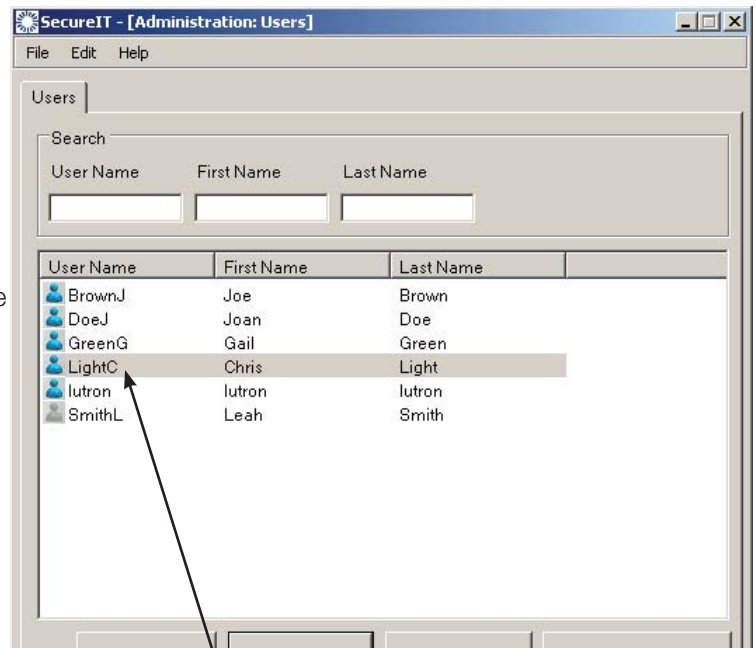 SecureIT - [Administration: Users]
File Edit Help
Users
Search
User Name First Name Last Name
User Name First Name Last Name
e
BrownJ Joe Brown
DoeJ Joan Doe
GreenG Gail Green
LightC Chris Light
lutron lutron lutron
SmithL Leah Smith